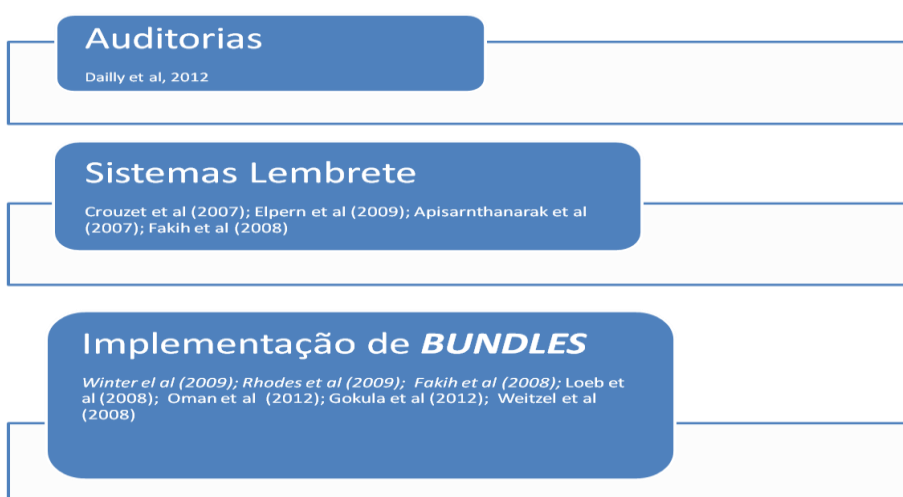 Auditorias
Dailly et al, 2012
Sistemas Lembrete
Crouzet et al (2007); Elpern et al (2009); Apisarnthanarak et al
(2007); Fakih et al (2008)
Implementação de BUNDLES
Winter el al (2009); Rhodes et al (2009); Fakih et al (2008); Loeb et
al (2008); Oman et al (2012); Gokula et al (2012); Weitzel et al
(2008)